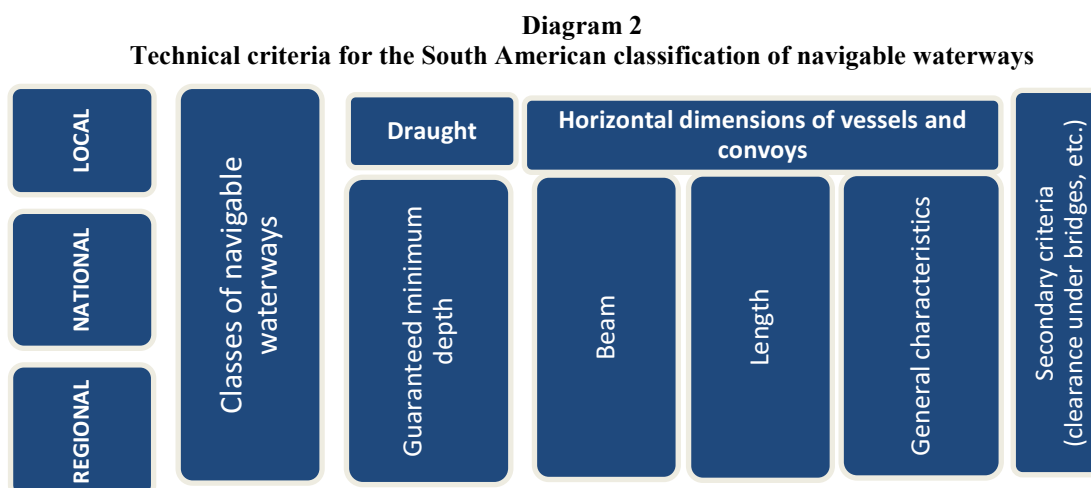 Diagram 2
Technical criteria for the South American classification of navigable waterways
LOCAL
NATIONAL
REGIONAL
Classes of navigable
waterways
Draught
Guaranteed minimum
depth
Horizontal dimensions of vessels and
convoys
Beam
Length
General characteristics
Secondary criteria
(clearance under bridges, etc.)